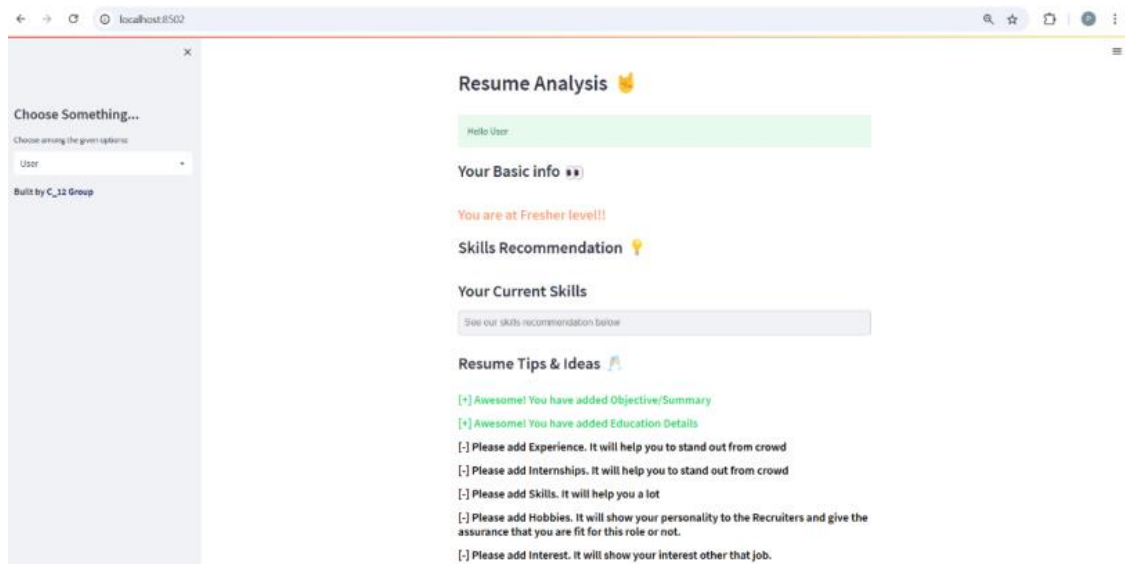 localhost:8502
Choose Something...
Choose among the given options:
User
Built by C_12 Group
Resume Analysis 🤘
Hello User
Your Basic info 👀
You are at Fresher level!!
Skills Recommendation 💡
Your Current Skills
See our skills recommendation below
Resume Tips & Ideas 🥂
[+] Awesome! You have added Objective/Summary
[+] Awesome! You have added Education Details
[-] Please add Experience. It will help you to stand out from crowd
[-] Please add Internships. It will help you to stand out from crowd
[-] Please add Skills. It will help you a lot
[-] Please add Hobbies. It will show your personality to the Recruiters and give the
assurance that you are fit for this role or not.
[-] Please add Interest. It will show your interest other that job.